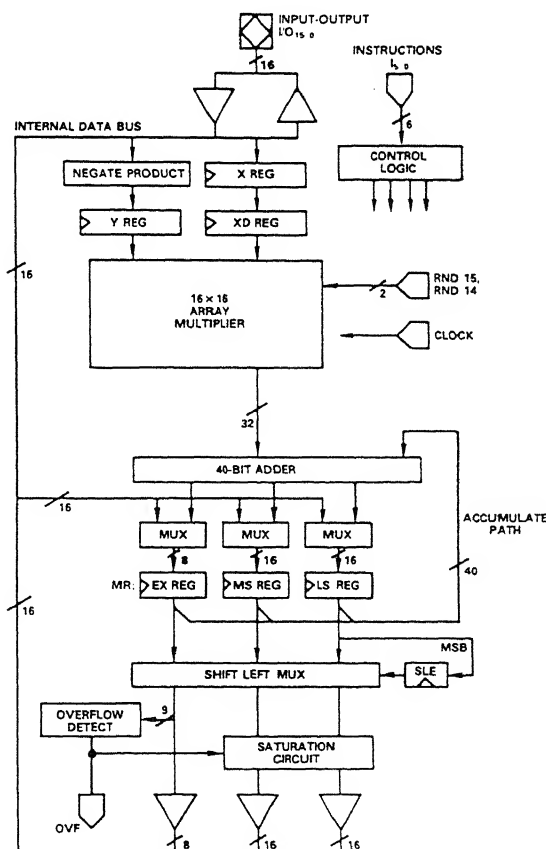 INPUT-OUTPUT
I/O15-0
16
INSTRUCTIONS
I5-0
6
INTERNAL DATA BUS
NEGATE PRODUCT
X REG
CONTROL
LOGIC
Y REG
XD REG
16
16 × 16
ARRAY
MULTIPLIER
2
RND 15,
RND 14
CLOCK
32
40-BIT ADDER
16
ACCUMULATE
PATH
MUX
MUX
MUX
8
16
16
40
MR:
EX REG
MS REG
LS REG
16
MSB
SHIFT LEFT MUX
SLE
OVERFLOW
DETECT
9
SATURATION
CIRCUIT
OVF
8
16
16